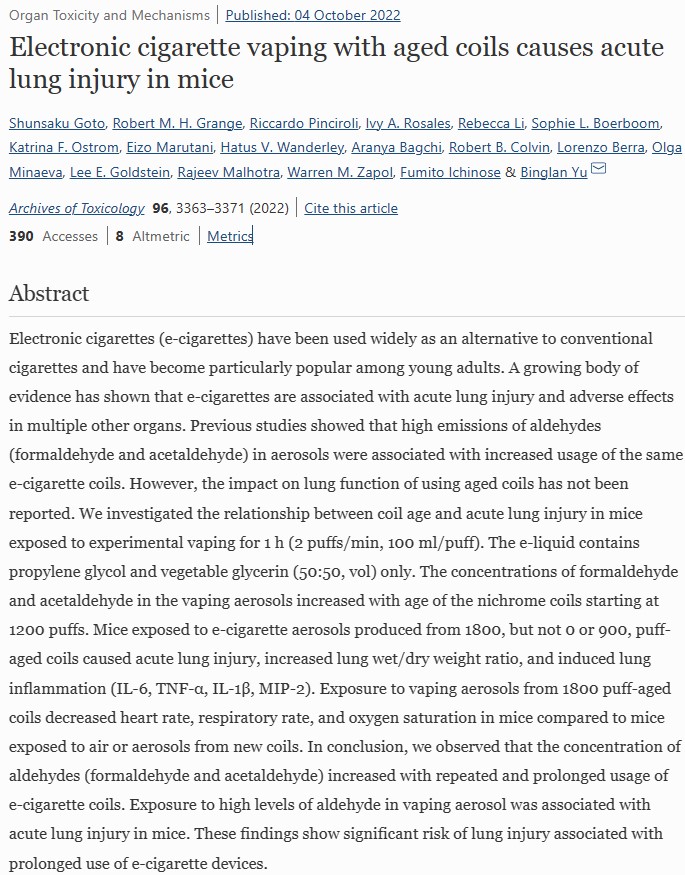 Organ Toxicity and Mechanisms | Published: 04 October 2022
Electronic cigarette vaping with aged coils causes acute
lung injury in mice
Shunsaku Goto, Robert M. H. Grange, Riccardo Pinciroli, Ivy A. Rosales, Rebecca Li, Sophie L. Boerboom,
Katrina F. Ostrom, Eizo Marutani, Hatus V. Wanderley, Aranya Bagchi, Robert B. Colvin, Lorenzo Berra, Olga
Minaeva, Lee E. Goldstein, Rajeev Malhotra, Warren M. Zapol, Fumito Ichinose & Binglan Yu
Archives of Toxicology 96, 3363–3371 (2022) | Cite this article
390 Accesses | 8 Altmetric | Metrics
Abstract
Electronic cigarettes (e-cigarettes) have been used widely as an alternative to conventional
cigarettes and have become particularly popular among young adults. A growing body of
evidence has shown that e-cigarettes are associated with acute lung injury and adverse effects
in multiple other organs. Previous studies showed that high emissions of aldehydes
(formaldehyde and acetaldehyde) in aerosols were associated with increased usage of the same
e-cigarette coils. However, the impact on lung function of using aged coils has not been
reported. We investigated the relationship between coil age and acute lung injury in mice
exposed to experimental vaping for 1 h (2 puffs/min, 100 ml/puff). The e-liquid contains
propylene glycol and vegetable glycerin (50:50, vol) only. The concentrations of formaldehyde
and acetaldehyde in the vaping aerosols increased with age of the nichrome coils starting at
1200 puffs. Mice exposed to e-cigarette aerosols produced from 1800, but not 0 or 900, puff-
aged coils caused acute lung injury, increased lung wet/dry weight ratio, and induced lung
inflammation (IL-6, TNF-α, IL-1β, MIP-2). Exposure to vaping aerosols from 1800 puff-aged
coils decreased heart rate, respiratory rate, and oxygen saturation in mice compared to mice
exposed to air or aerosols from new coils. In conclusion, we observed that the concentration of
aldehydes (formaldehyde and acetaldehyde) increased with repeated and prolonged usage of
e-cigarette coils. Exposure to high levels of aldehyde in vaping aerosol was associated with
acute lung injury in mice. These findings show significant risk of lung injury associated with
prolonged use of e-cigarette devices.